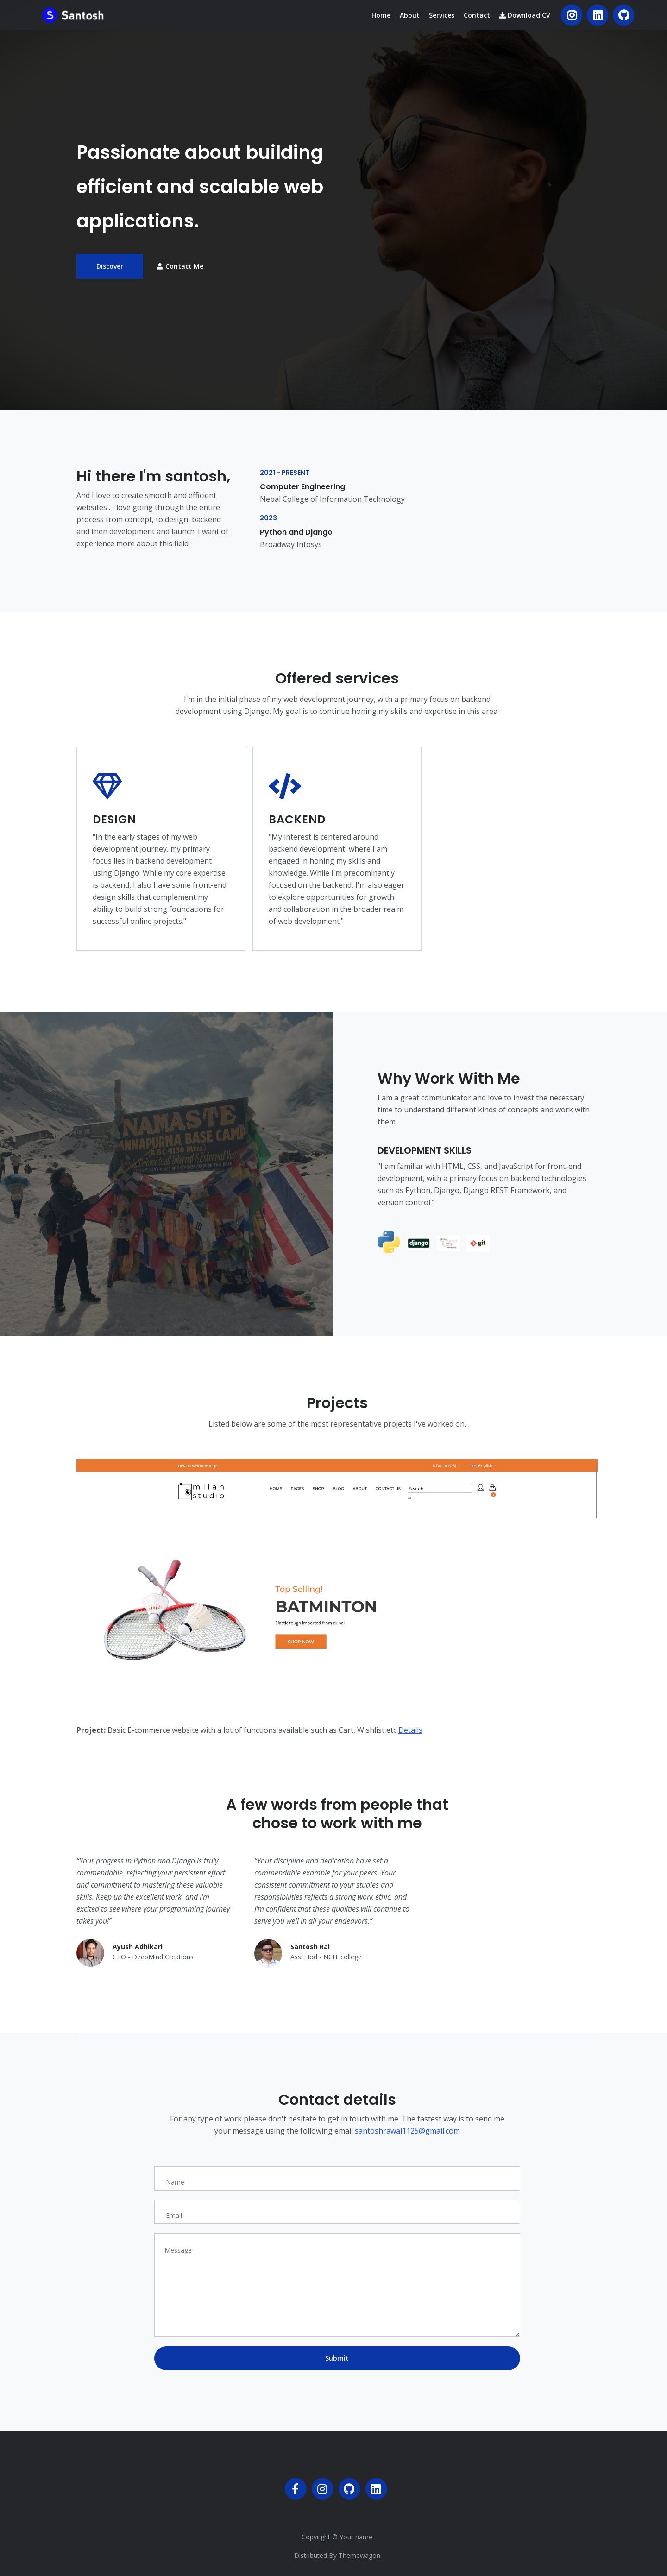 S Santosh
Home About Services Contact Download CV
Passionate about building
efficient and scalable web
applications.
Discover
Contact Me
Hi there I'm santosh,
And I love to create smooth and efficient
websites . I love going through the entire
process from concept, to design, backend
and then development and launch. I want of
experience more about this field.
2021 - PRESENT
Computer Engineering
Nepal College of Information Technology
2023
Python and Django
Broadway Infosys
Offered services
I'm in the initial phase of my web development journey, with a primary focus on backend
development using Django. My goal is to continue honing my skills and expertise in this area.
DESIGN
"In the early stages of my web
development journey, my primary
focus lies in backend development
using Django. While my core expertise
is backend, I also have some front-end
design skills that complement my
ability to build strong foundations for
successful online projects."
BACKEND
"My interest is centered around
backend development, where I am
engaged in honing my skills and
knowledge. While I'm predominantly
focused on the backend, I'm also eager
to explore opportunities for growth
and collaboration in the broader realm
of web development."
NAMASTE
ANNAPURNA BASE CAMP
Why Work With Me
I am a great communicator and love to invest the necessary
time to understand different kinds of concepts and work with
them.
DEVELOPMENT SKILLS
"I am familiar with HTML, CSS, and JavaScript for front-end
development, with a primary focus on backend technologies
such as Python, Django, Django REST Framework, and
version control."
django
REST
git
Projects
Listed below are some of the most representative projects I've worked on.
Default welcome msg!
$ Dollar (US)
English
milan
studio
HOME PAGES SHOP BLOG ABOUT CONTACT US
Search
Top Selling!
BATMINTON
Elastic tough imported from dubai
SHOP NOW
Project: Basic E-commerce website with a lot of functions available such as Cart, Wishlist etc Details
A few words from people that
chose to work with me
"Your progress in Python and Django is truly
commendable, reflecting your persistent effort
and commitment to mastering these valuable
skills. Keep up the excellent work, and I'm
excited to see where your programming journey
takes you!"
Ayush Adhikari
CTO - DeepMind Creations
"Your discipline and dedication have set a
commendable example for your peers. Your
consistent commitment to your studies and
responsibilities reflects a strong work ethic, and
I'm confident that these qualities will continue to
serve you well in all your endeavors."
Santosh Rai
Asst.Hod - NCIT college
Contact details
For any type of work please don't hesitate to get in touch with me. The fastest way is to send me
your message using the following email santoshrawal1125@gmail.com
Name
Email
Message
Submit
Copyright © Your name
Distributed By Themewagon